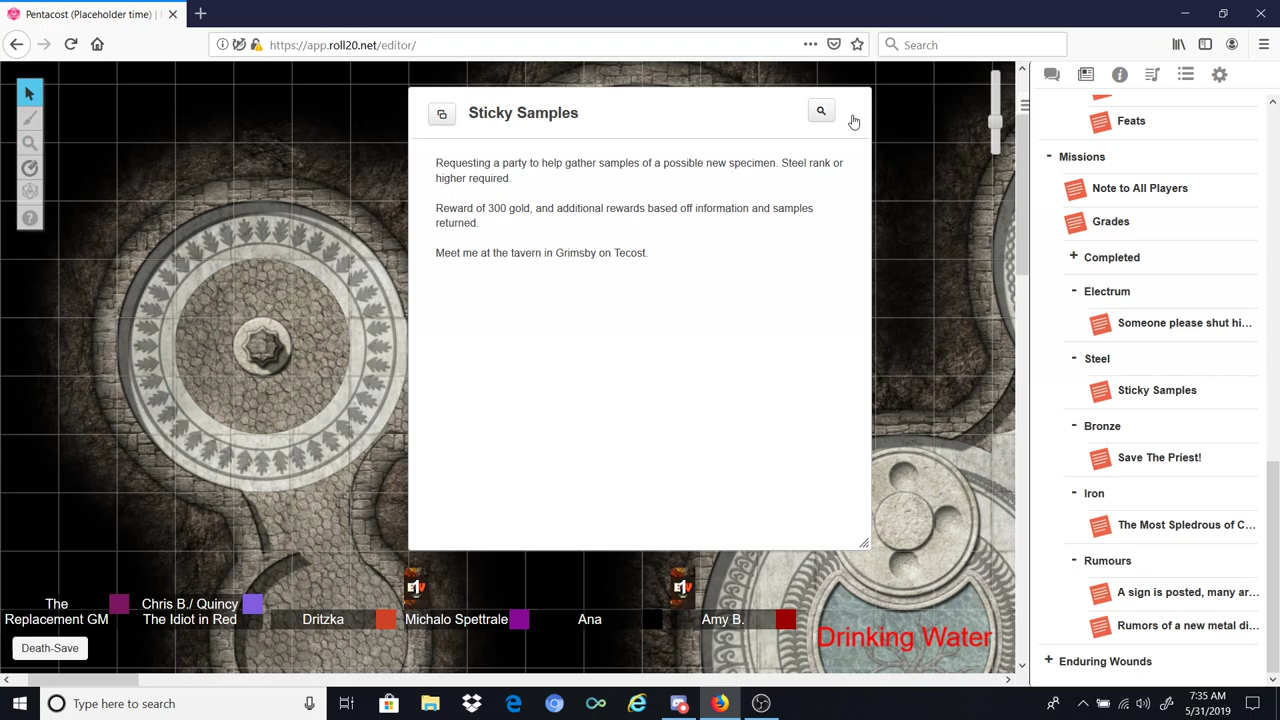 Pentacost (Placeholder time) |
https://app.roll20.net/editor/
Search
Sticky Samples
Requesting a party to help gather samples of a possible new specimen. Steel rank or
higher required.
Reward of 300 gold, and additional rewards based off information and samples
returned.
Meet me at the tavern in Grimsby on Tecost.
Feats
Missions
Note to All Players
Grades
Completed
Electrum
Someone please shut hi...
Steel
Sticky Samples
Bronze
Save The Priest!
Iron
The Most Spledrous of C...
Rumours
A sign is posted, many ar...
Rumors of a new metal di...
Enduring Wounds
The
Replacement GM
Chris B./ Quincy
The Idiot in Red
Dritzka
Michalo Spettrale
Ana
Amy B.
Drinking Water
Death-Save
Type here to search
7:35 AM
5/31/2019